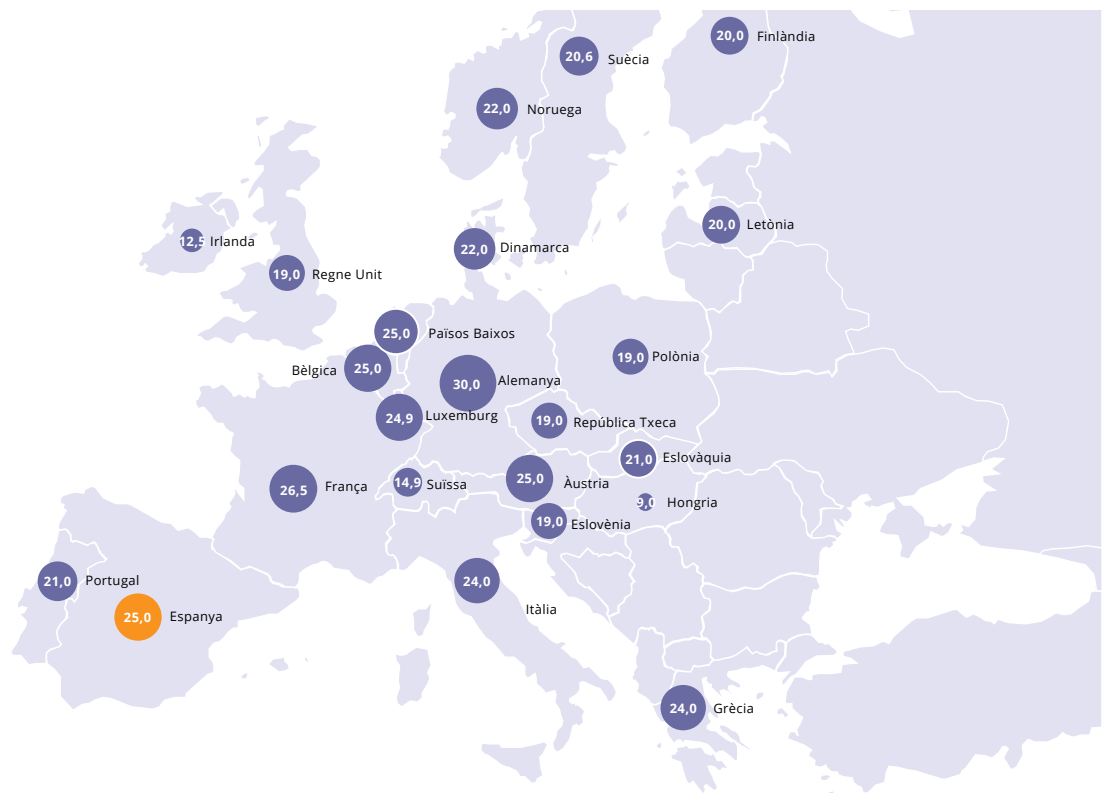 20,0 Finlàndia
20,6 Suècia
22,0 Noruega
20,0 Letònia
12,5 Irlanda
22,0 Dinamarca
19,0 Regne Unit
25,0 Països Baixos
19,0 Polònia
25,0 Bèlgica
30,0 Alemanya
24,9 Luxemburg
19,0 República Txeca
21,0 Eslovàquia
26,5 França
14,9 Suïssa
25,0 Àustria
9,0 Hongria
19,0 Eslovènia
21,0 Portugal
24,0 Itàlia
25,0 Espanya
24,0 Grècia